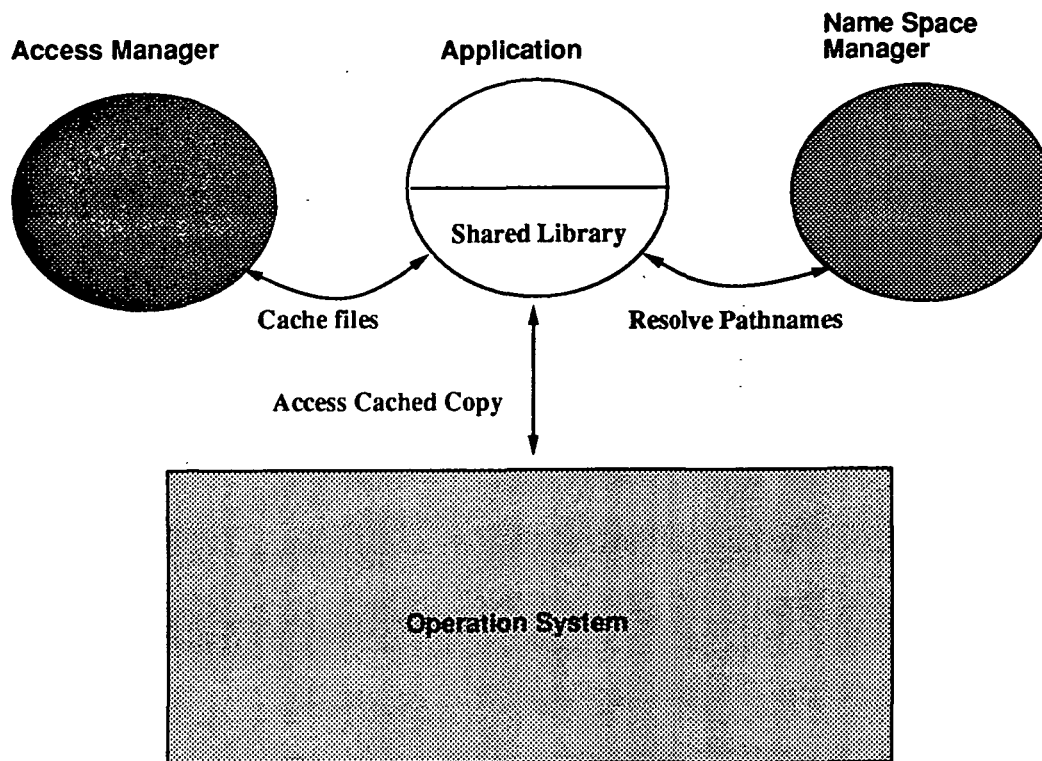 Access Manager
Application
Name Space
Manager
Shared Library
Cache files
Resolve Pathnames
Access Cached Copy
Operation System